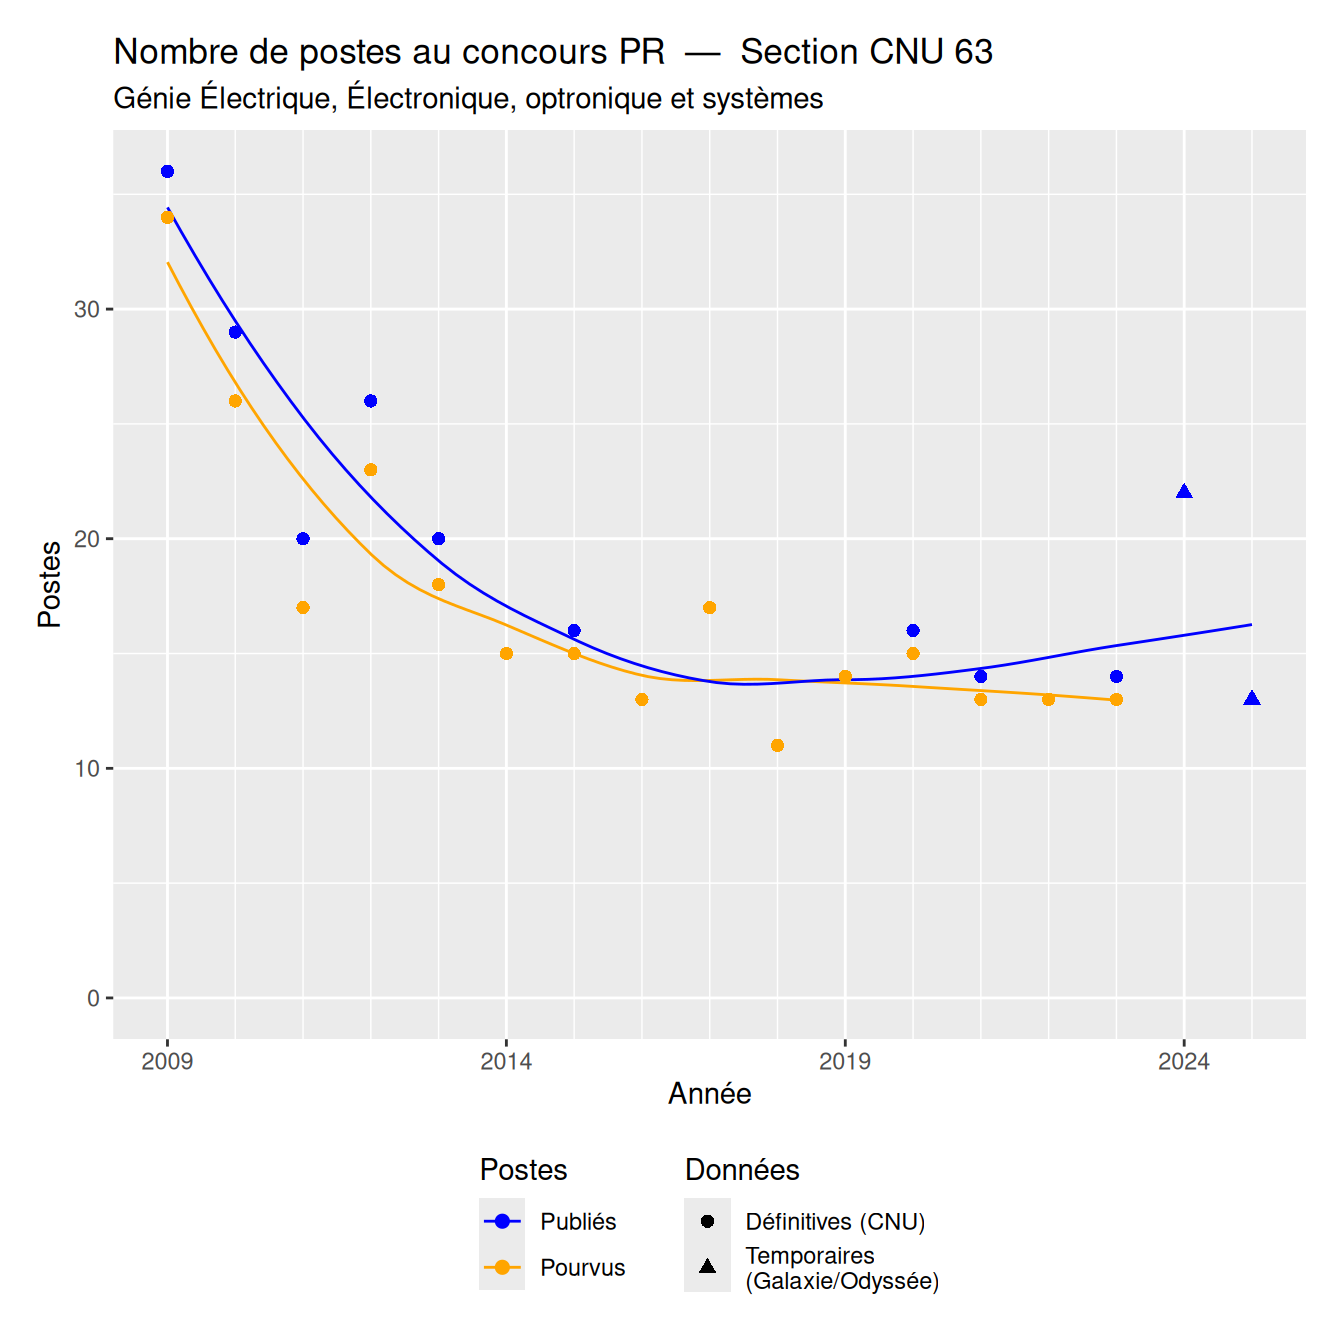 Nombre de postes au concours PR — Section CNU 63
Génie Électrique, Électronique, optronique et systèmes
Postes
30
20
10
0
2009
2014
2019
2024
Année
Postes
Publiés
Pourvus
Données
Définitives (CNU)
Temporaires
(Galaxie/Odyssée)